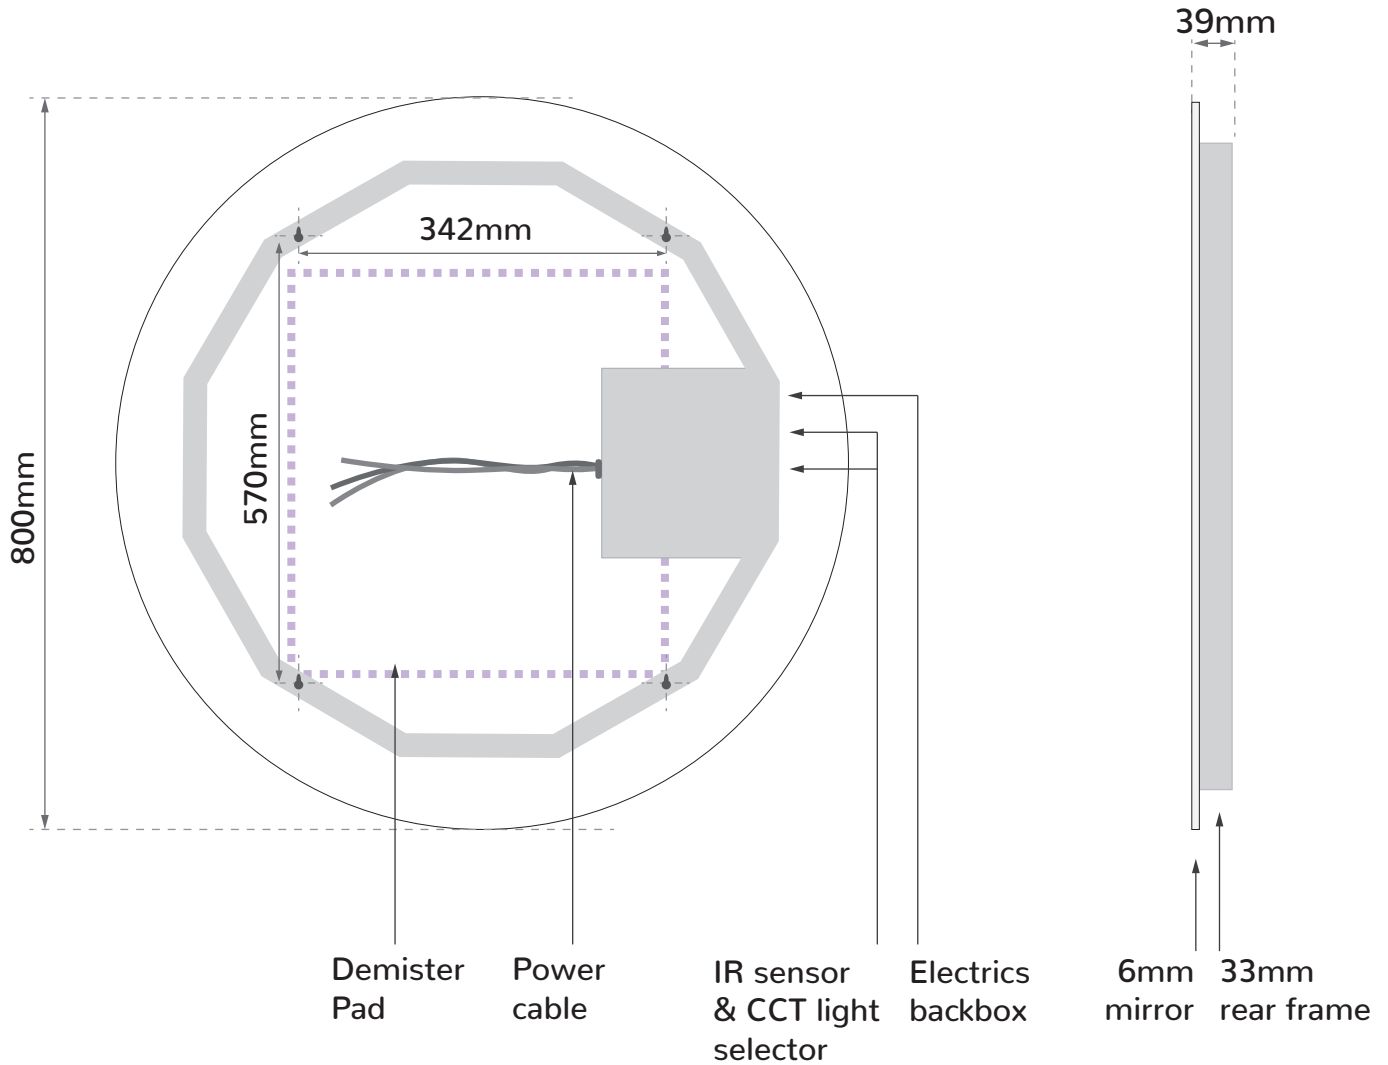 39mm
342mm
570mm
800mm
Demister
Pad
Power
cable
IR sensor
& CCT light
selector
Electrics
backbox
6mm
mirror
33mm
rear frame